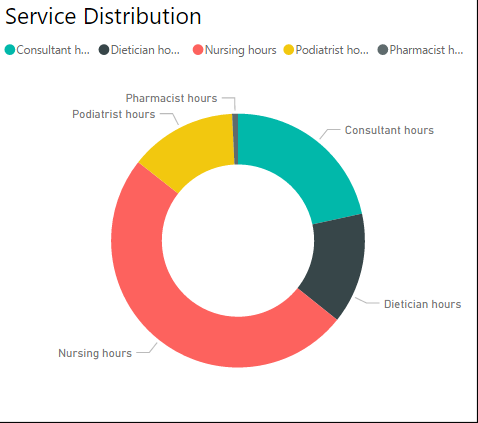 Service Distribution
Consultant h... Dietician ho... Nursing hours Podiatrist ho... Pharmacist h...
Pharmacist hours
Podiatrist hours
Consultant hours
Dietician hours
Nursing hours